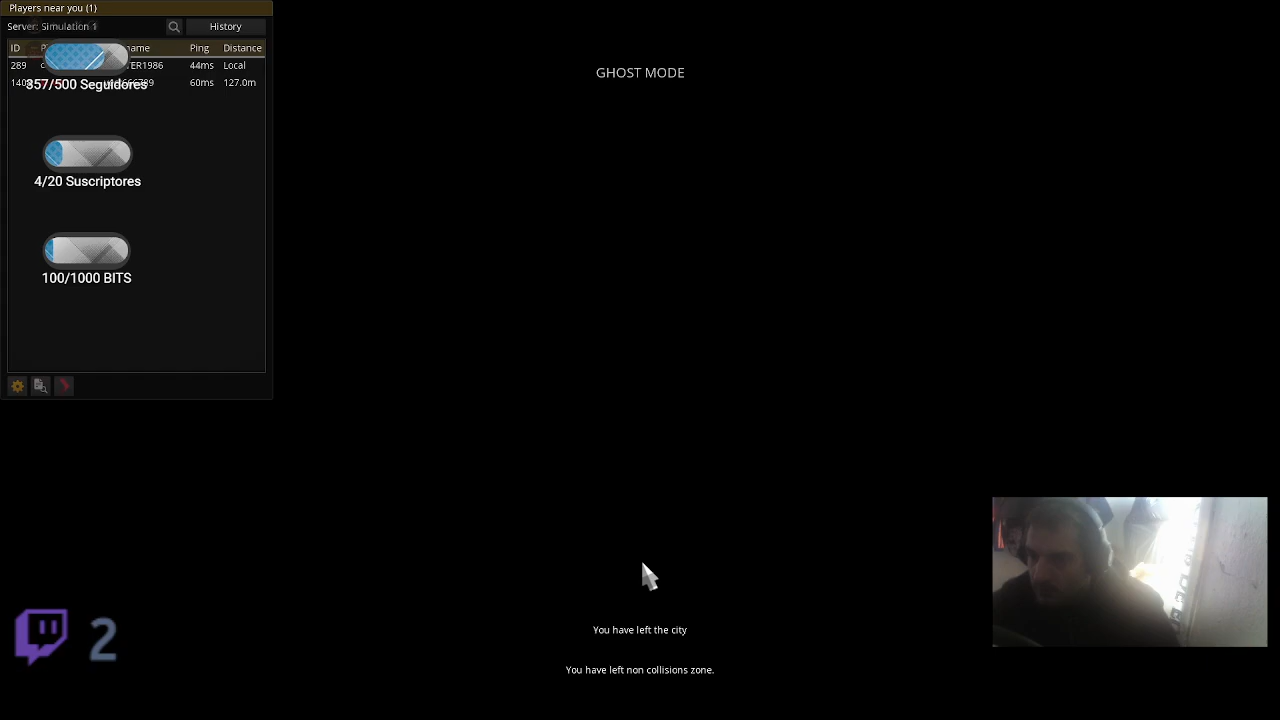 Players near you (1)
Server: Simulation 1
History
ID
name Ping Distance
289
ER1986 44ms Local
60ms 127.0m
357/500 Seguidores
4/20 Suscriptores
100/1000 BITS
GHOST MODE
You have left the city
You have left non collisions zone.
2